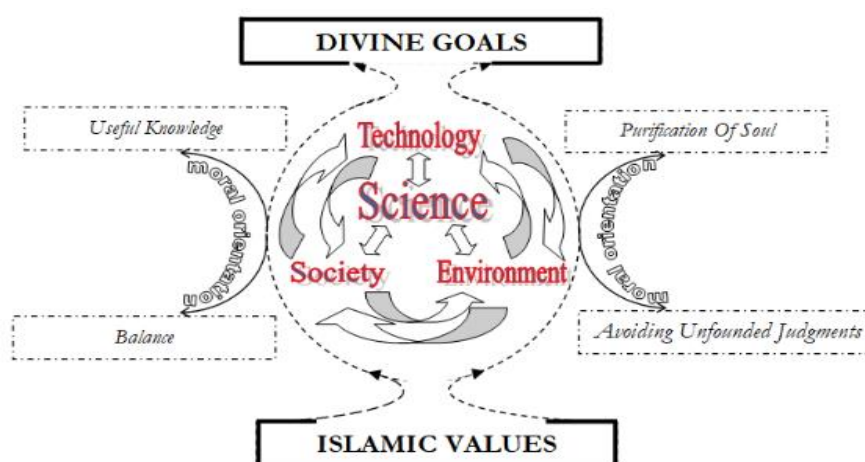 DIVINE GOALS
Useful Knowledge
Purification Of Soul
Technology
moral orientation
Science
moral orientation
Society
Environment
Balance
Avoiding Unfounded Judgments
ISLAMIC VALUES